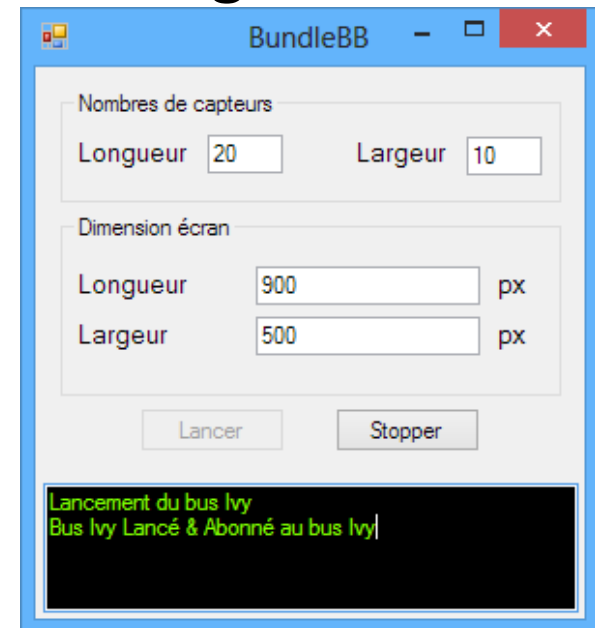 BundleBB
Nombres de capteurs
Longueur 20 Largeur 10
Dimension écran
Longueur 900 px
Largeur 500 px
Lancer Stopper
Lancement du bus Ivy
Bus Ivy Lancé & Abonné au bus Ivy